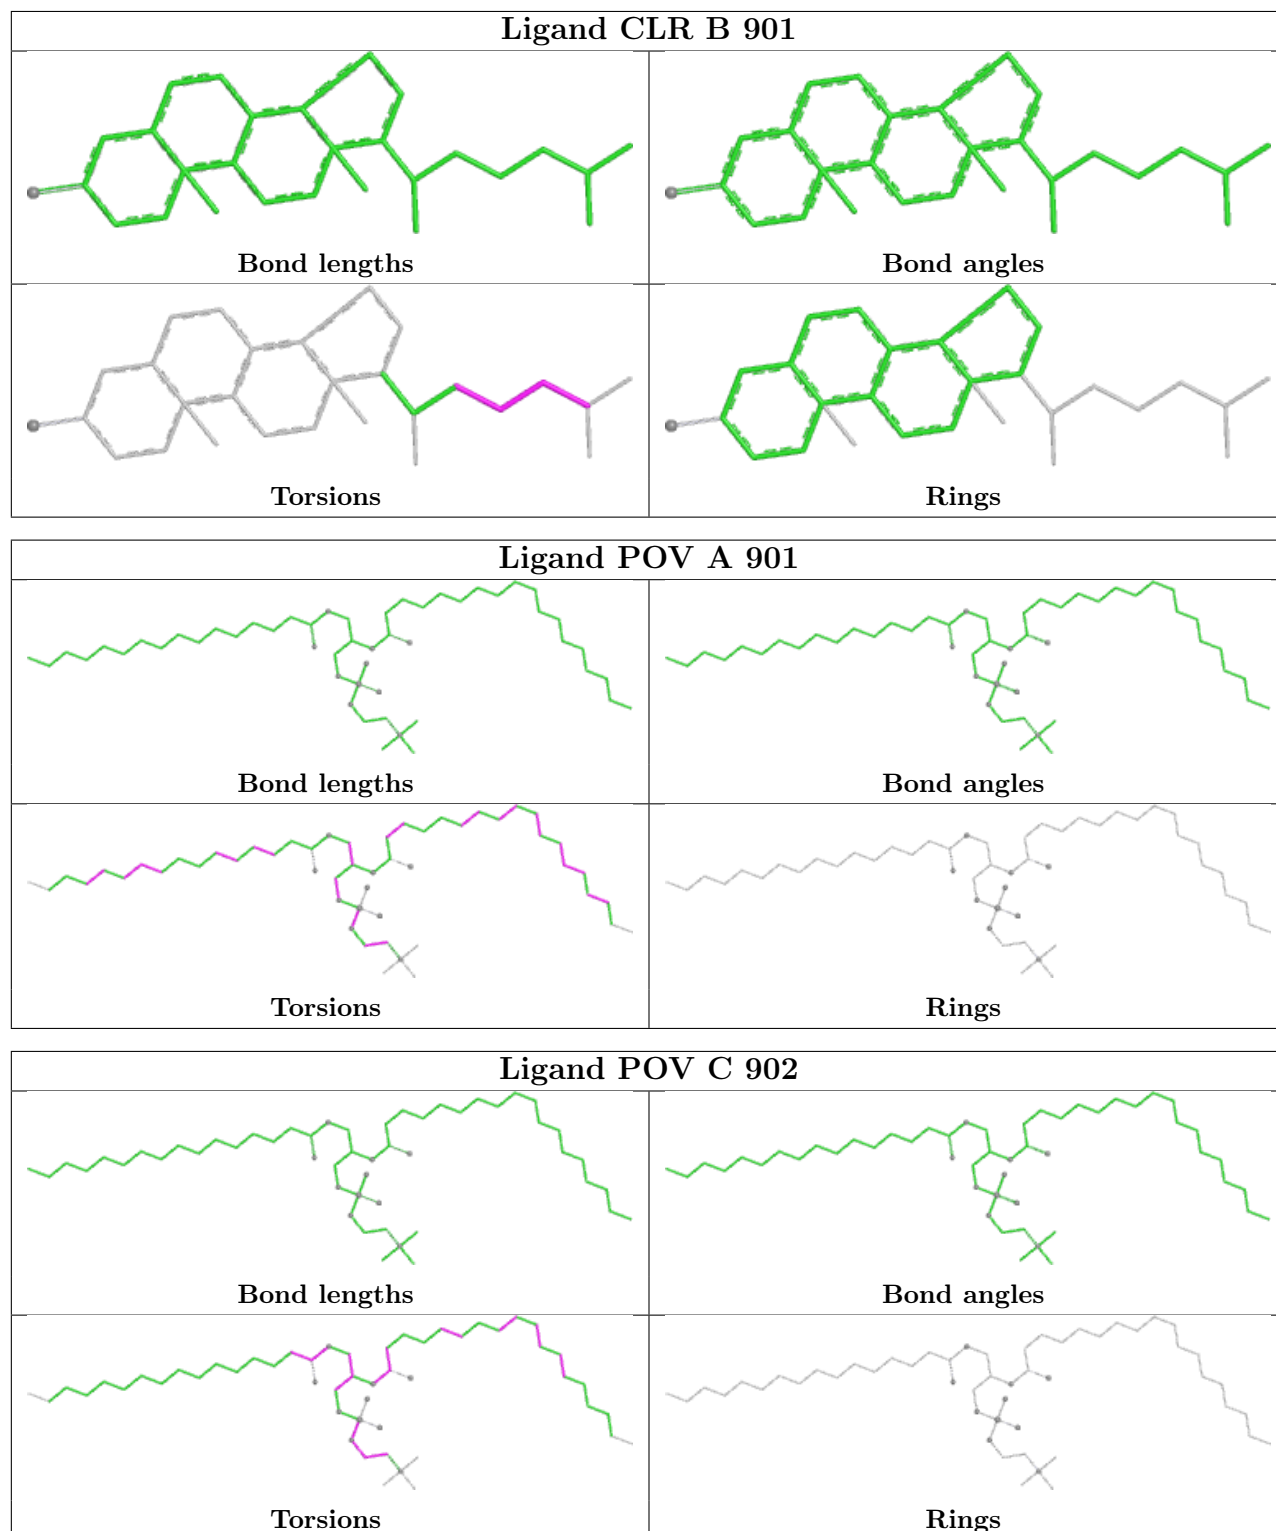 Ligand CLR B 901
Bond lengths
Bond angles
Torsions
Rings
Ligand POV A 901
Bond lengths
Bond angles
Torsions
Rings
Ligand POV C 902
Bond lengths
Bond angles
Torsions
Rings